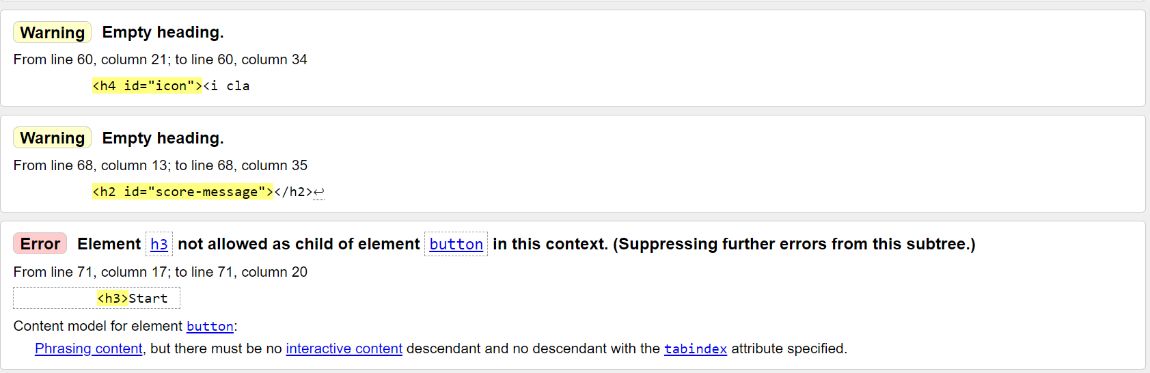 Warning Empty heading.
From line 60, column 21; to line 60, column 34
<h4 id="icon"><i cla
Warning Empty heading.
From line 68, column 13; to line 68, column 35
<h2 id="score-message"></h2>↩
Error Element h3 not allowed as child of element button in this context. (Suppressing further errors from this subtree.)
From line 71, column 17; to line 71, column 20
<h3>Start
Content model for element button:
Phrasing content, but there must be no interactive content descendant and no descendant with the tabindex attribute specified.